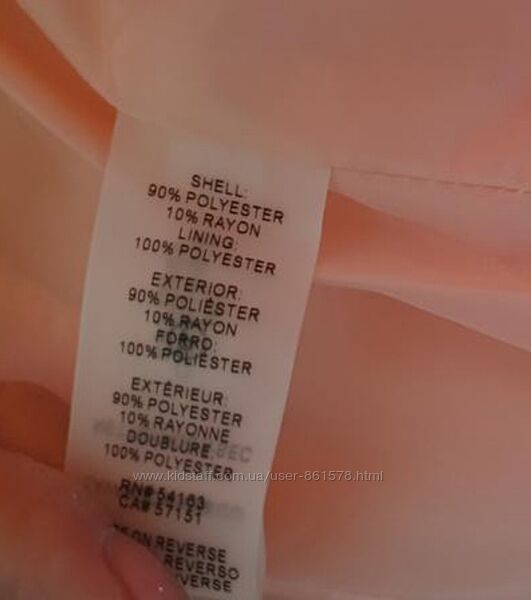 SHELL:
90% POLYESTER
10% RAYON
LINING:
100% POLYESTER
EXTERIOR:
90% POLIÉSTER
10% RAYON
FORRO:
100% POLIÉSTER
EXTÉRIEUR:
90% POLYESTER
10% RAYONNE
DOUBLURE:
100% POLYESTER
www.kidstaff.com.ua/user-861578.html
RN# 54163
CA# 57151
ON REVERSE
REVERSO